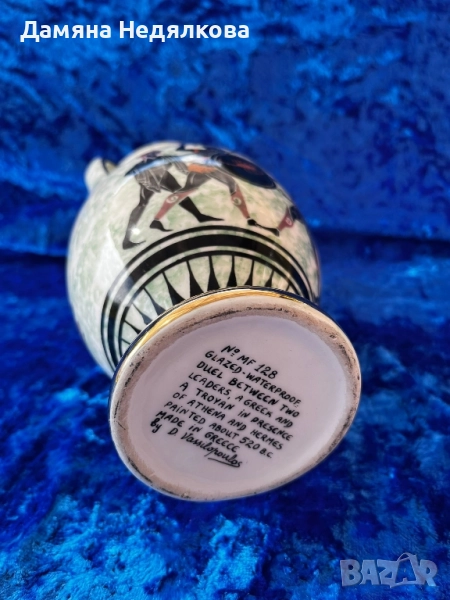 Дамяна Недялкова
No MF 128
GLAZED-WATERPROOF
DUEL BETWEEN TWO
LEADERS, A GREEK AND
A TROYAN IN PRESENCE
OF ATHENA AND HERMES
PAINTED ABOUT 520 B.C
MADE IN GREECE
by D. Vassilopoulos
BAZAR